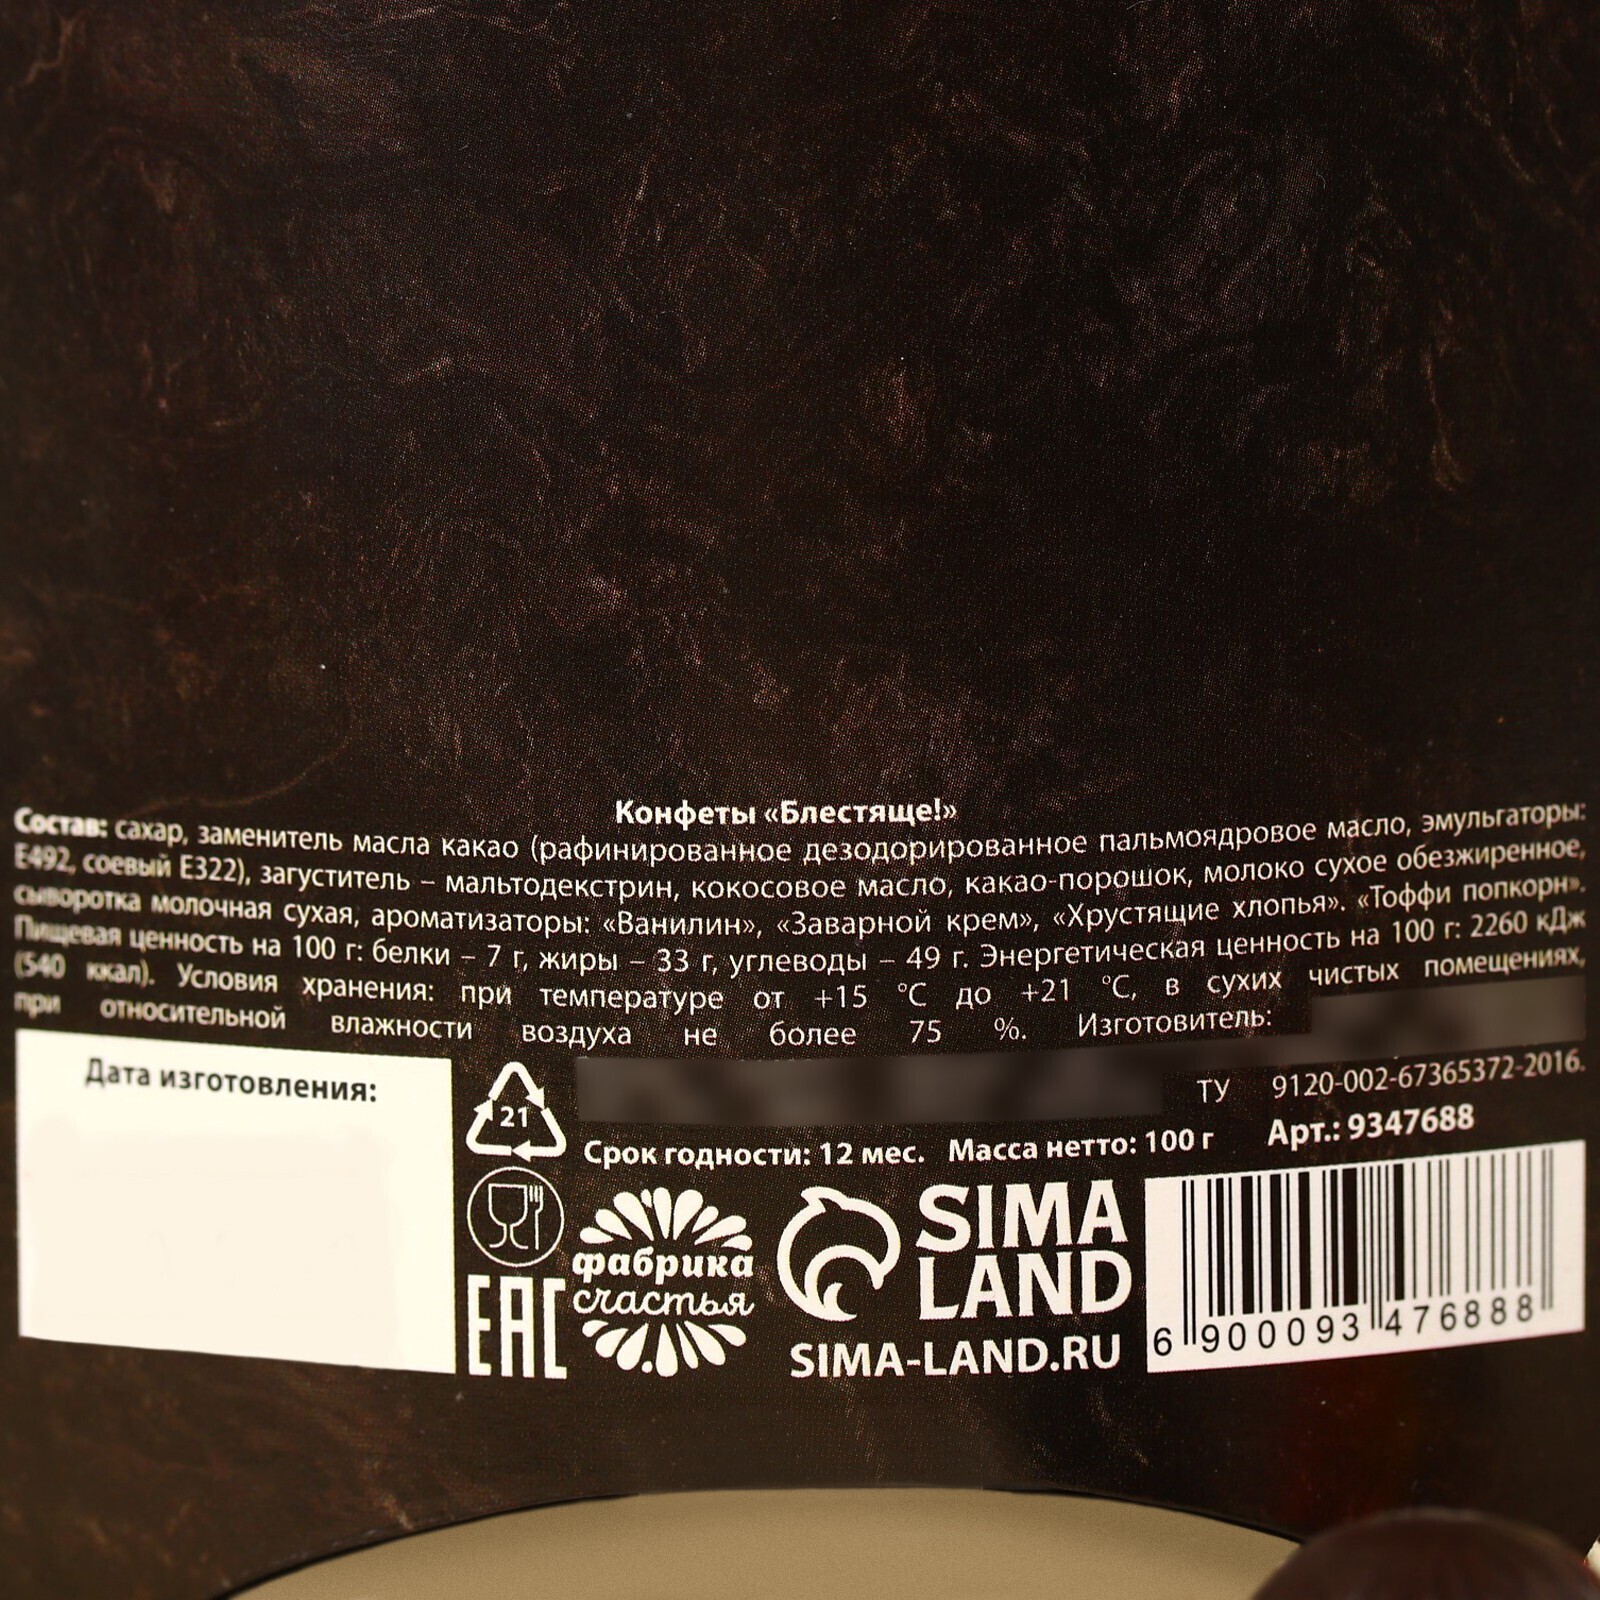 Конфеты «Блестяще!»
Состав: сахар, заменитель масла какао (рафинированное дезодорированное пальмоядровое масло, эмульгаторы:
Е492, соевый Е322), загуститель – мальтодекстрин, кокосовое масло, какао-порошок, молоко сухое обезжиренное,
сыворотка молочная сухая, ароматизаторы: «Ванилин», «Заварной крем», «Хрустящие хлопья». «Тоффи попкорн».
Пищевая ценность на 100 г: белки – 7 г, жиры – 33 г, углеводы – 49 г. Энергетическая ценность на 100 г: 2260 кДж
(540 ккал). Условия хранения: при температуре от +15 °С до +21 °С, в сухих чистых помещениях,
при относительной влажности воздуха не более 75 %. Изготовитель:
ТУ 9120-002-67365372-2016.
Дата изготовления:
21
Срок годности: 12 мес. Масса нетто: 100 г Арт.: 9347688
EAC
фабрика
счастья
SIMA
LAND
SIMA-LAND.RU
6 900093 476888